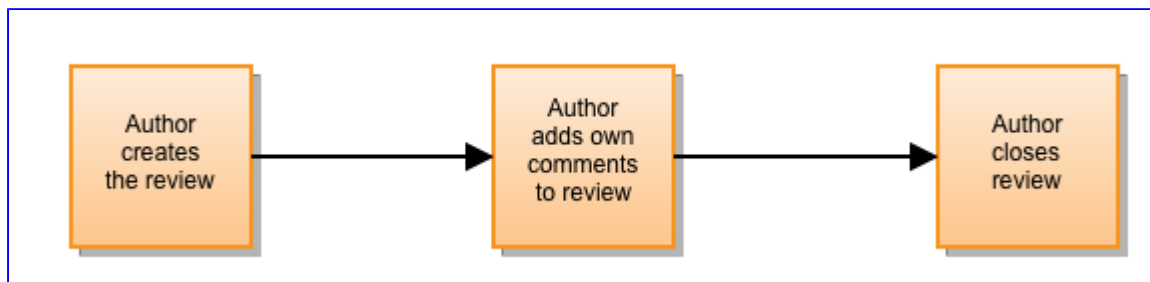 Author
creates
the review
Author
adds own
comments
to review
Author
closes
review